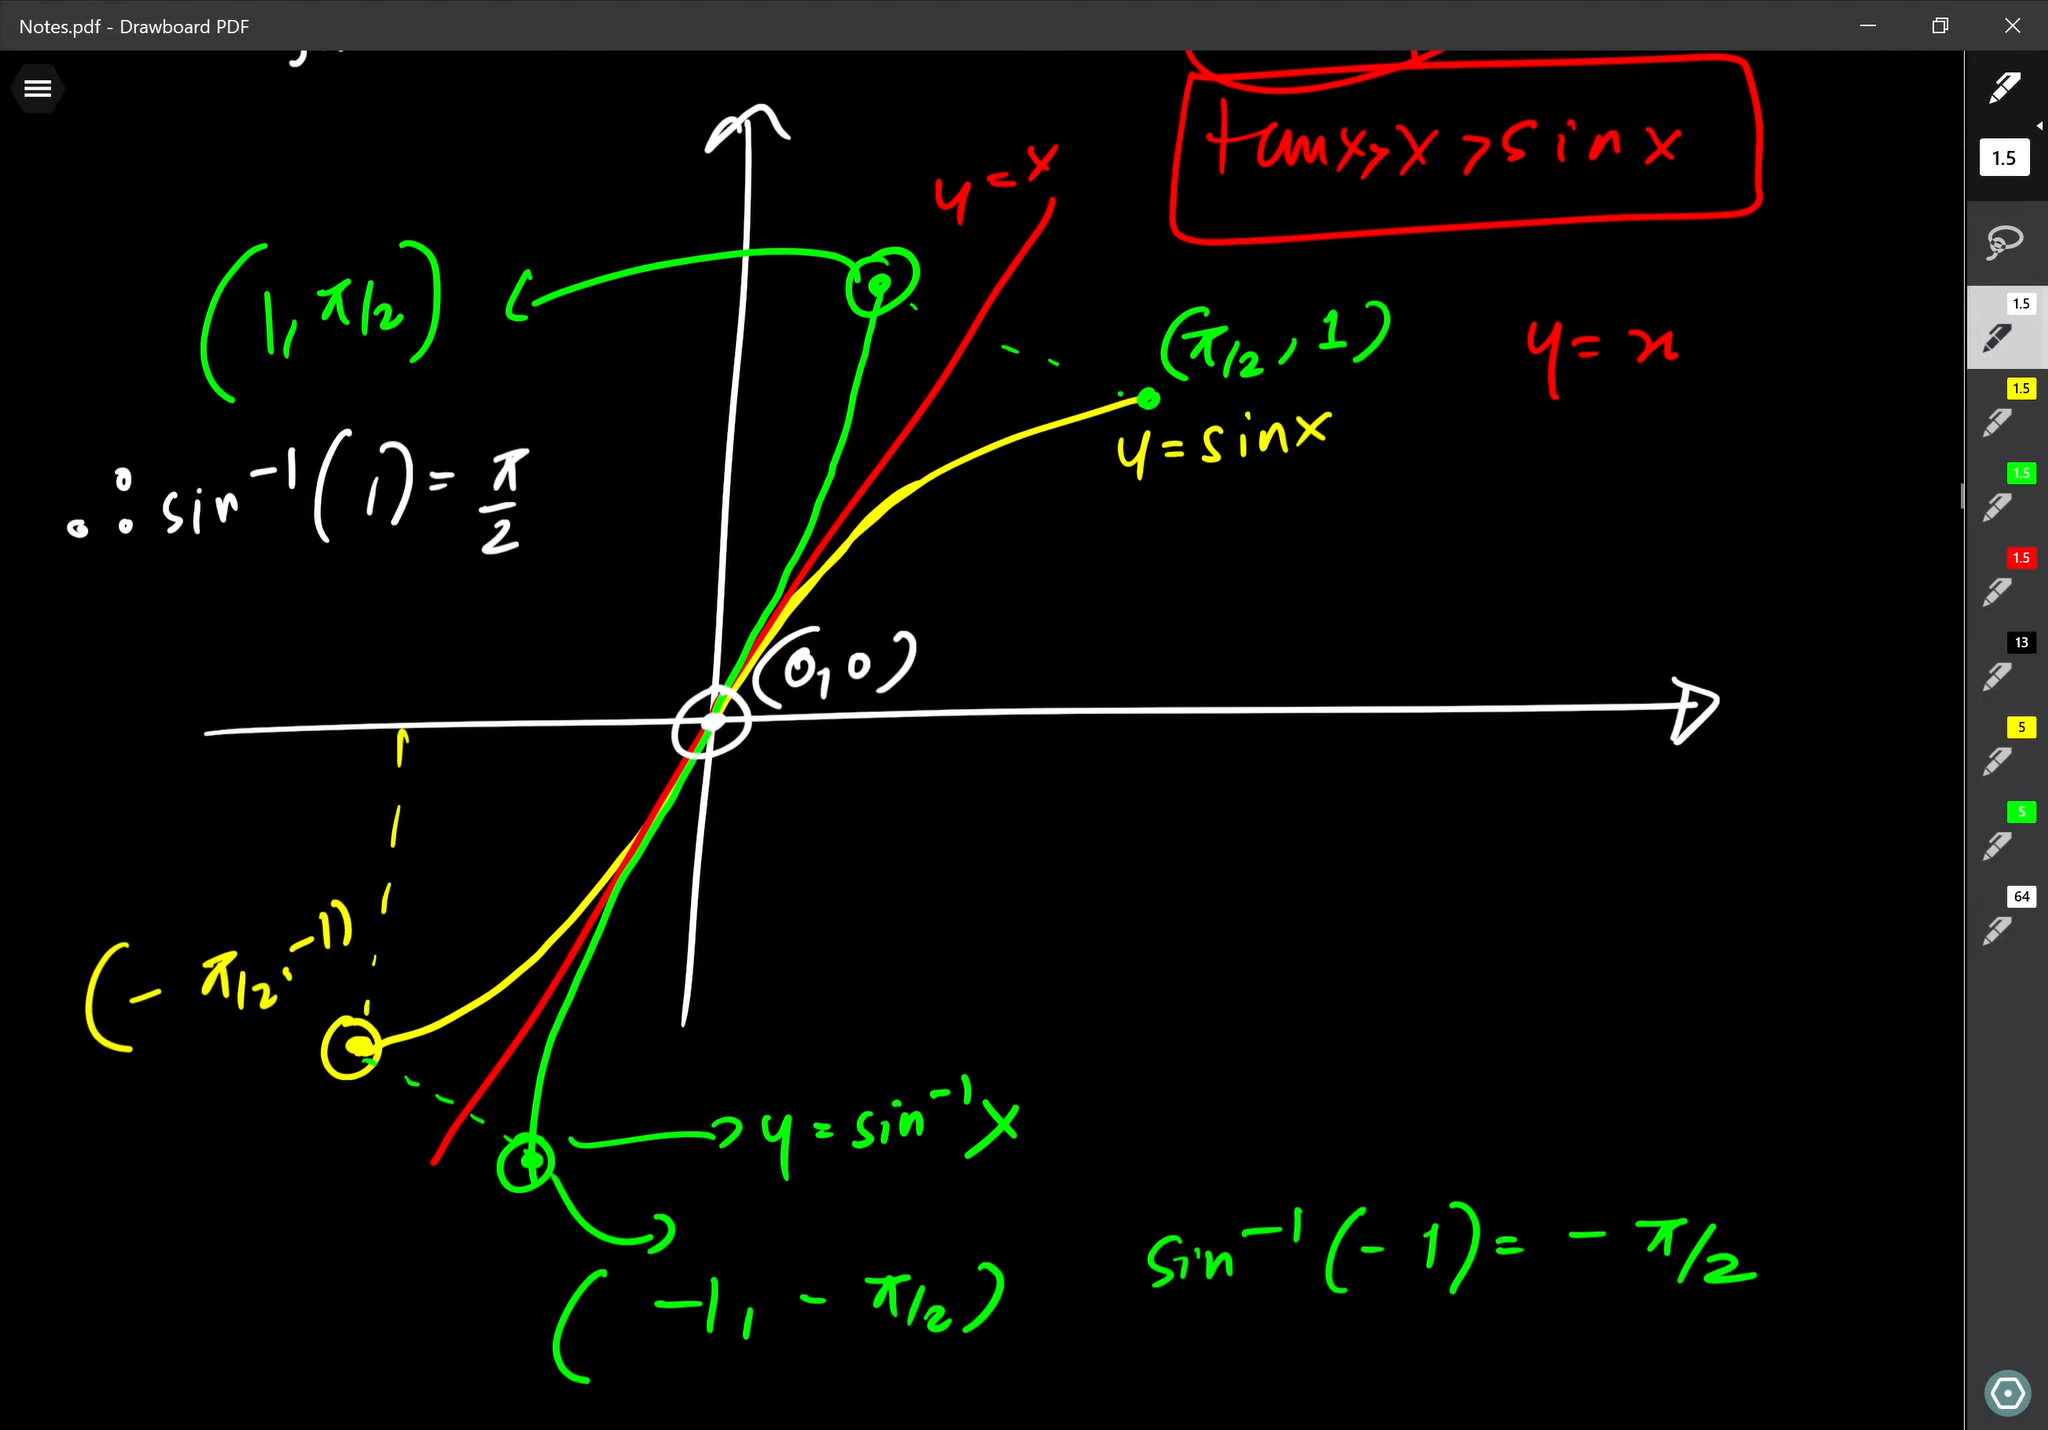 Notes.pdf - Drawboard PDF
tanx>x>sinx
1.5
y=x
(1, π/2)
(π/2, 1)
y=x
1.5
1.5
y=sinx
∴ sin⁻¹(1)=π/2
1.5
1.5
(0,0)
13
5
5
(-π/2, -1)
64
y=sin⁻¹x
sin⁻¹(-1)=-π/2
(-1, -π/2)